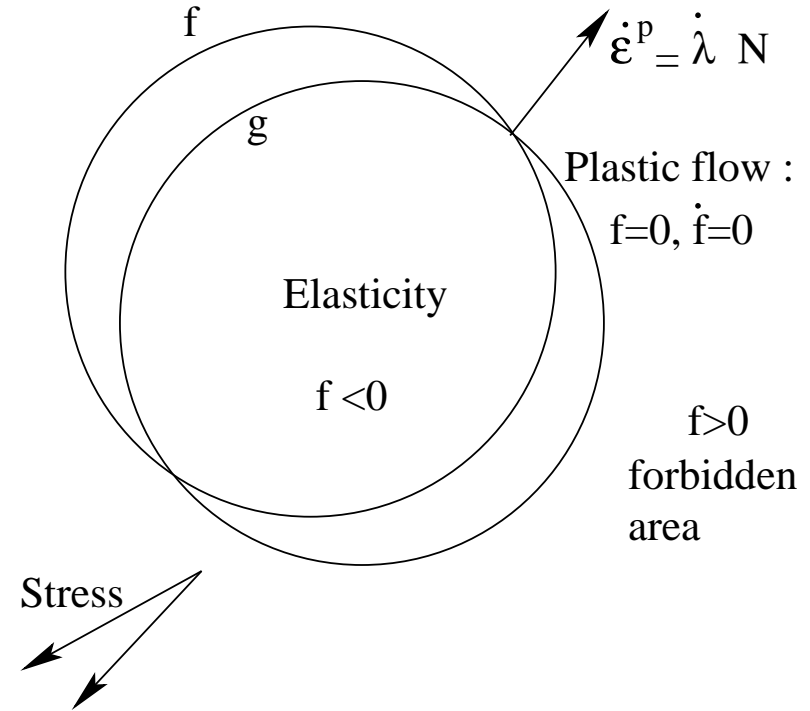 f
ε̇ᵖ = λ̇ N
g
Plastic flow :
f=0, ḟ=0
Elasticity
f <0
f>0
forbidden
area
Stress